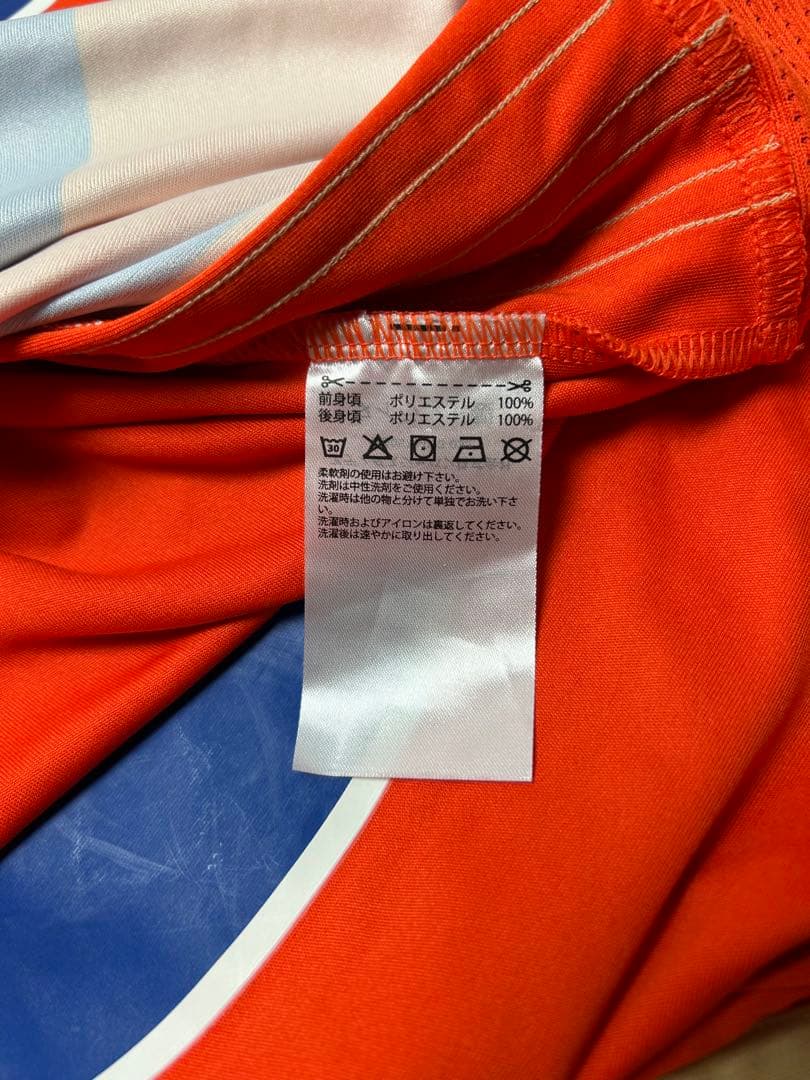 前身頃 ポリエステル 100%
後身頃 ポリエステル 100%
30
柔軟剤の使用はお避け下さい。
洗剤は中性洗剤をご使用ください。
洗濯時は他の物と分けて単独でお洗い下さ
い。
洗濯時およびアイロンは裏返してください。
洗濯後は速やかに取り出してください。